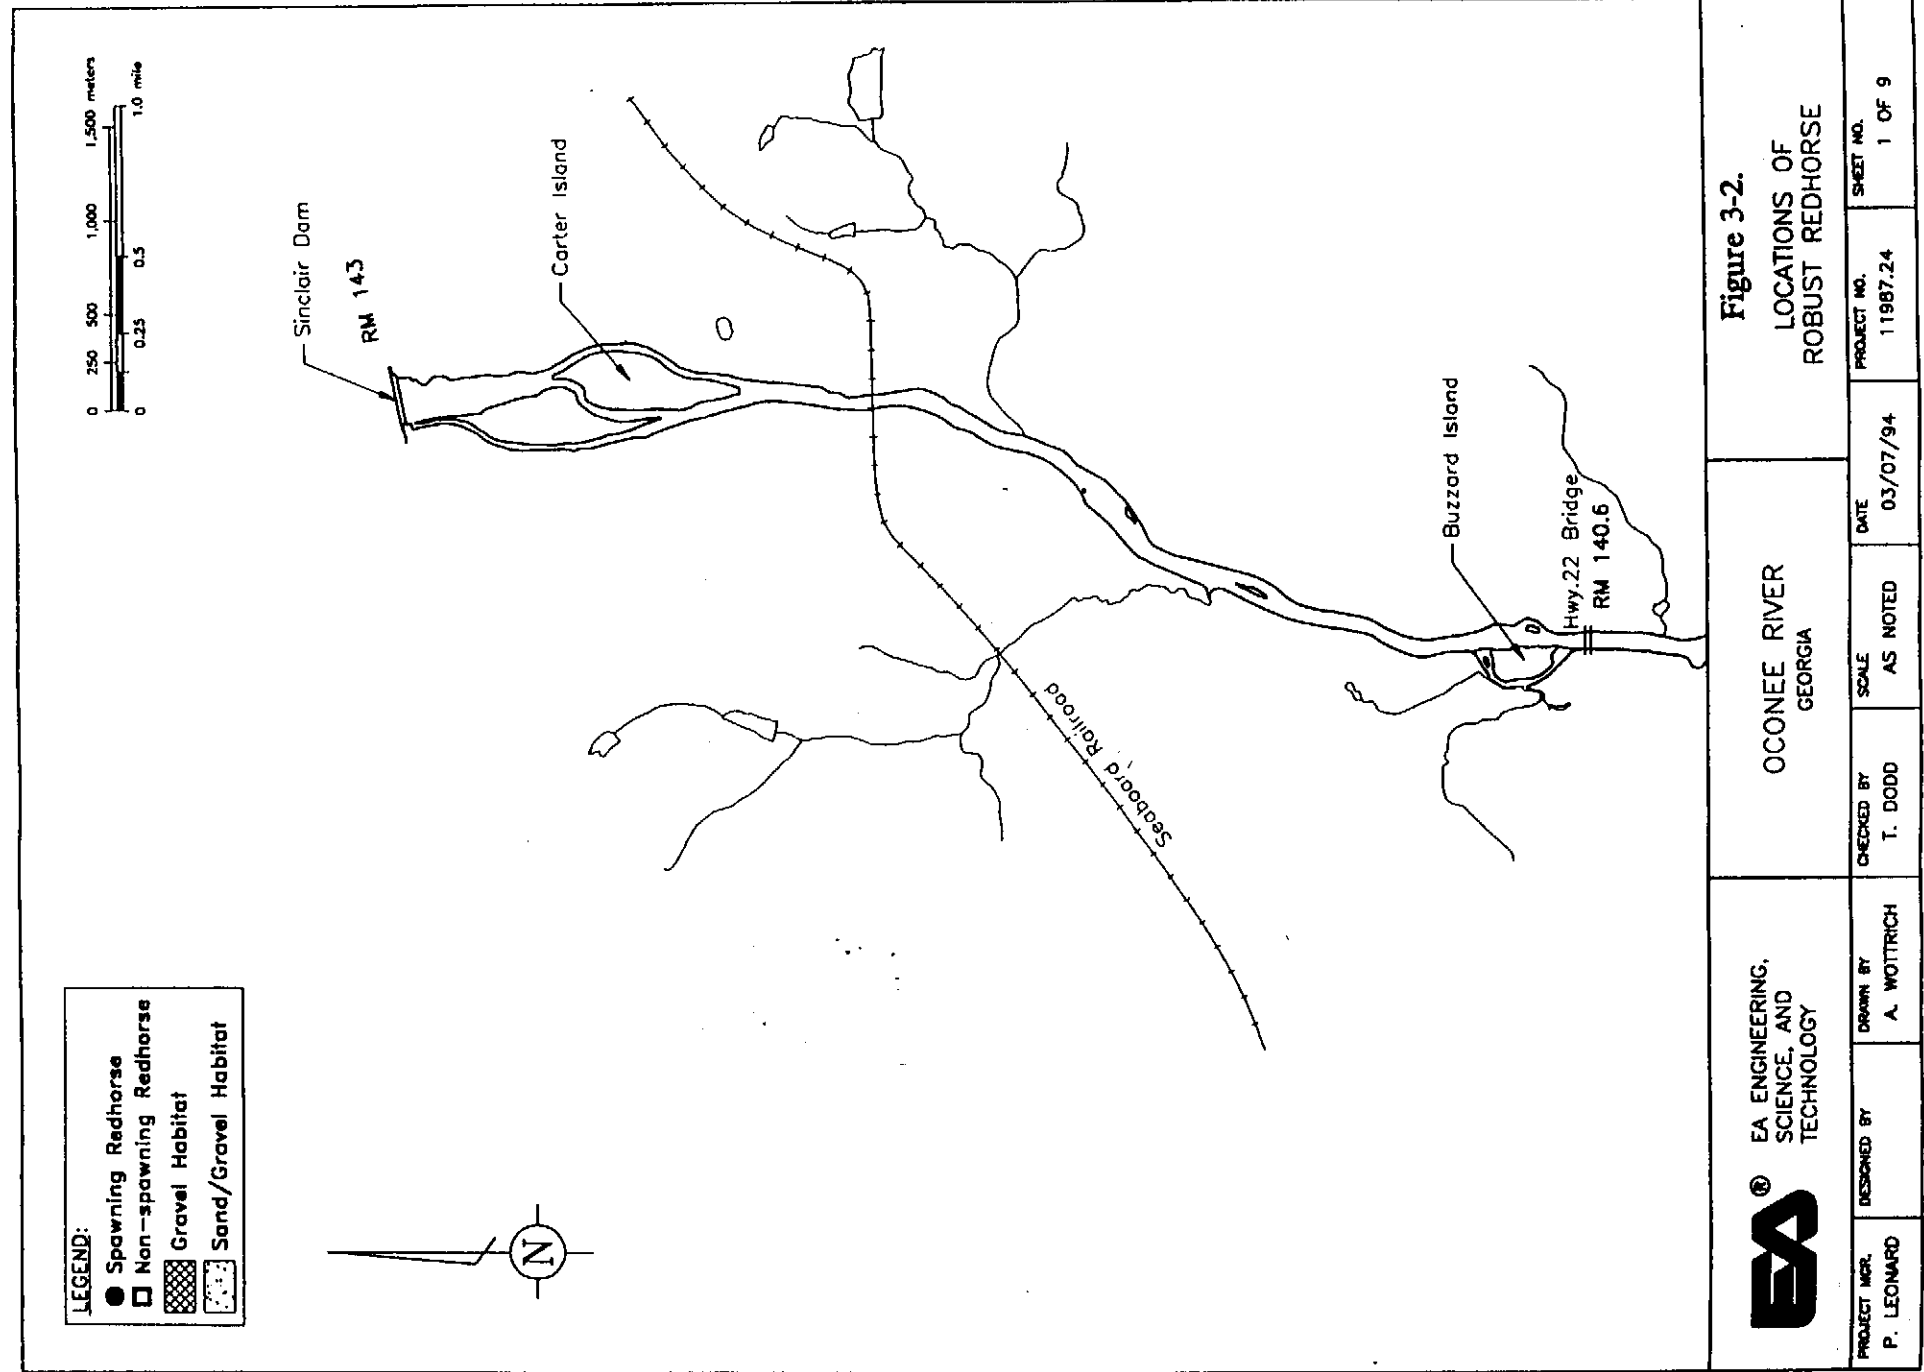 LEGEND:
Spawning Redhorse
Non-spawning Redhorse
Gravel Habitat
Sand/Gravel Habitat
N
0 250 500 1,000 1,500 meters
0 0.25 0.5 1.0 mile
Sinclair Dam
RM 143
Carter Island
Seaboard Railroad
Buzzard Island
Hwy.22 Bridge
RM 140.6
EA®
EA ENGINEERING,
SCIENCE, AND
TECHNOLOGY
OCONEE RIVER
GEORGIA
Figure 3-2.
LOCATIONS OF
ROBUST REDHORSE
PROJECT MGR.
P. LEONARD
DESIGNED BY
DRAWN BY
A. WOTTRICH
CHECKED BY
T. DODD
SCALE
AS NOTED
DATE
03/07/94
PROJECT NO.
11987.24
SHEET NO.
1 OF 9